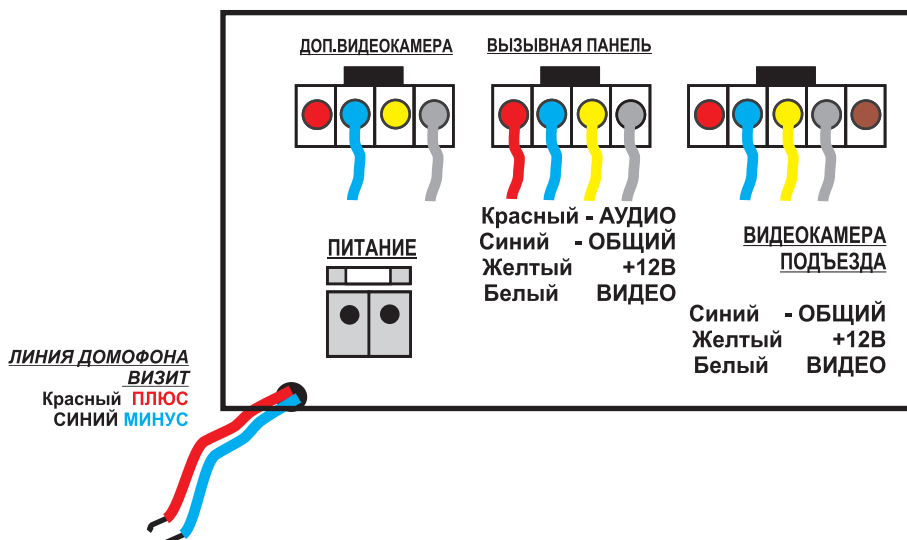 ДОП.ВИДЕОКАМЕРА
ВЫЗЫВНАЯ ПАНЕЛЬ
Красный - АУДИО
Синий - ОБЩИЙ
Желтый +12В
Белый ВИДЕО
ПИТАНИЕ
ВИДЕОКАМЕРА
ПОДЪЕЗДА
Синий - ОБЩИЙ
Желтый +12В
Белый ВИДЕО
ЛИНИЯ ДОМОФОНА
ВИЗИТ
Красный ПЛЮС
СИНИЙ МИНУС